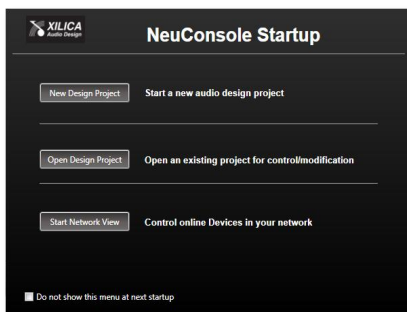 XILICA
Audio Design
NeuConsole Startup
New Design Project
Start a new audio design project
Open Design Project
Open an existing project for control/modification
Start Network View
Control online Devices in your network
Do not show this menu at next startup